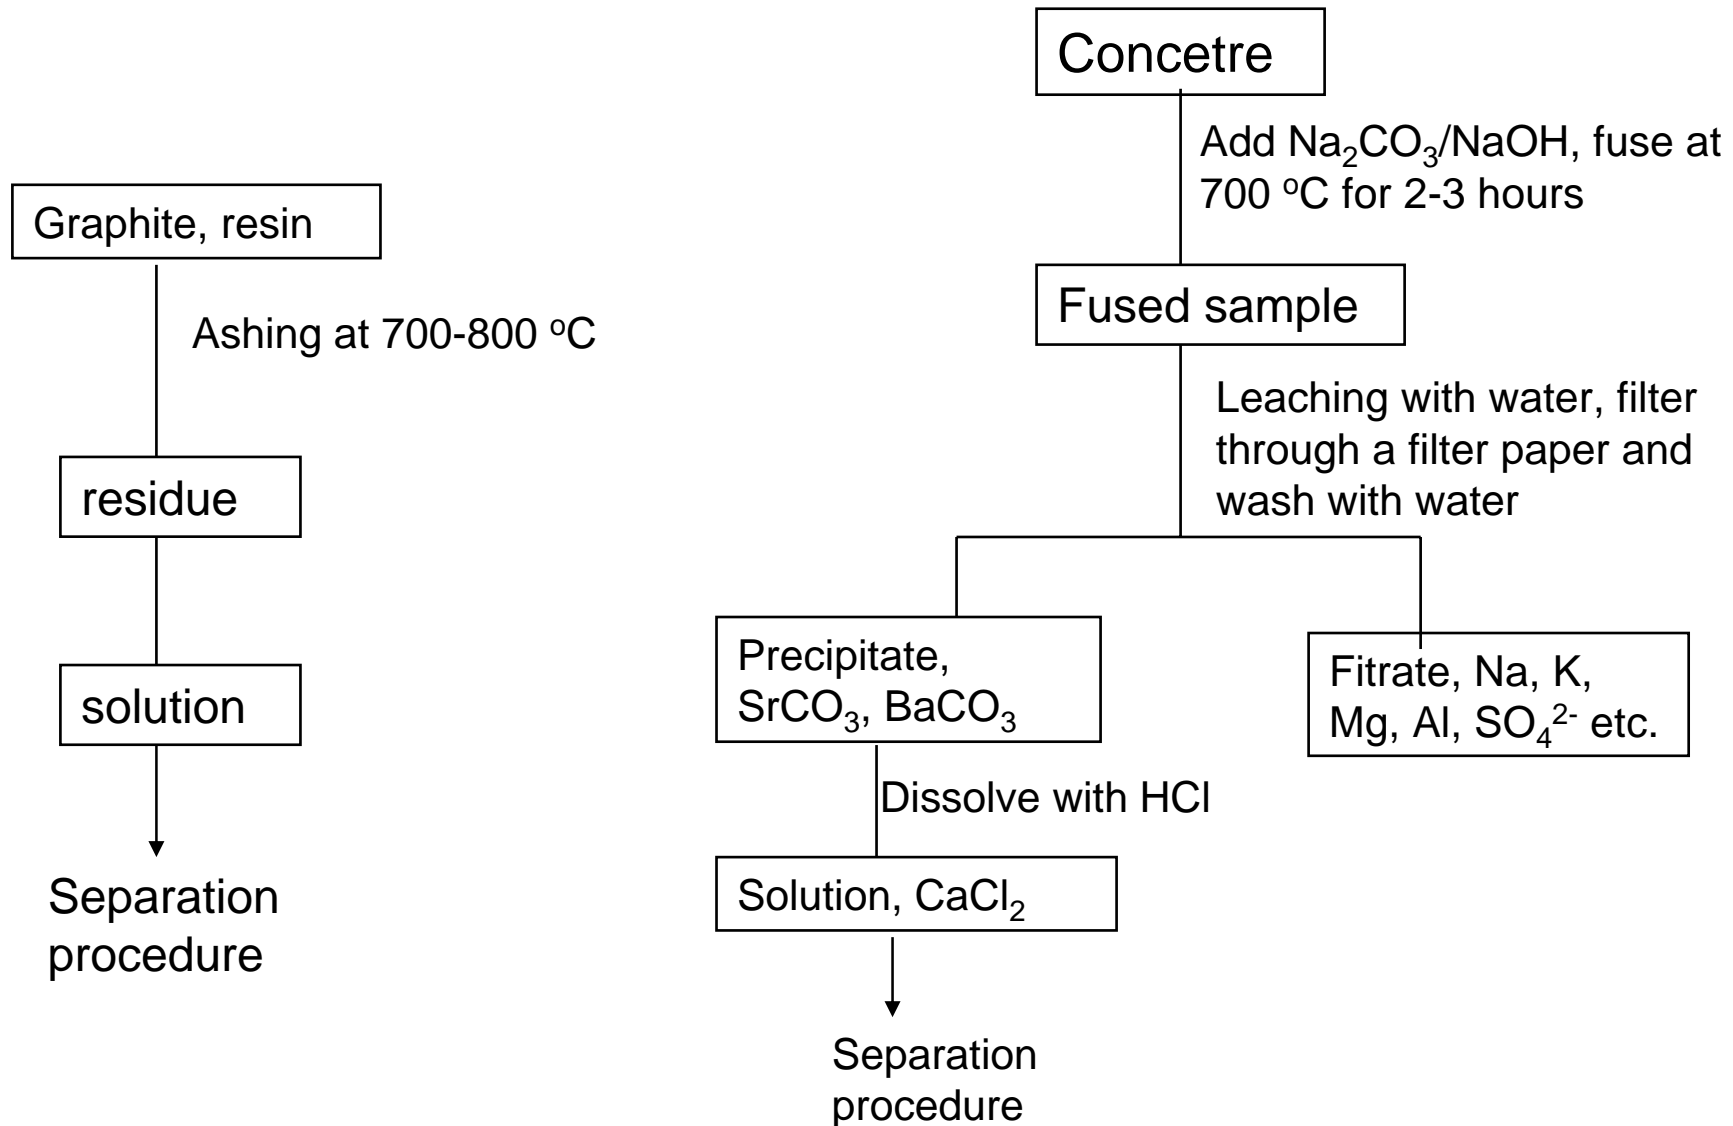 Graphite, resin
Ashing at 700-800 ºC
residue
solution
Separation
procedure
Concetre
Add Na₂CO₃/NaOH, fuse at
700 ºC for 2-3 hours
Fused sample
Leaching with water, filter
through a filter paper and
wash with water
Precipitate,
SrCO₃, BaCO₃
Fitrate, Na, K,
Mg, Al, SO₄²⁻ etc.
Dissolve with HCl
Solution, CaCl₂
Separation
procedure